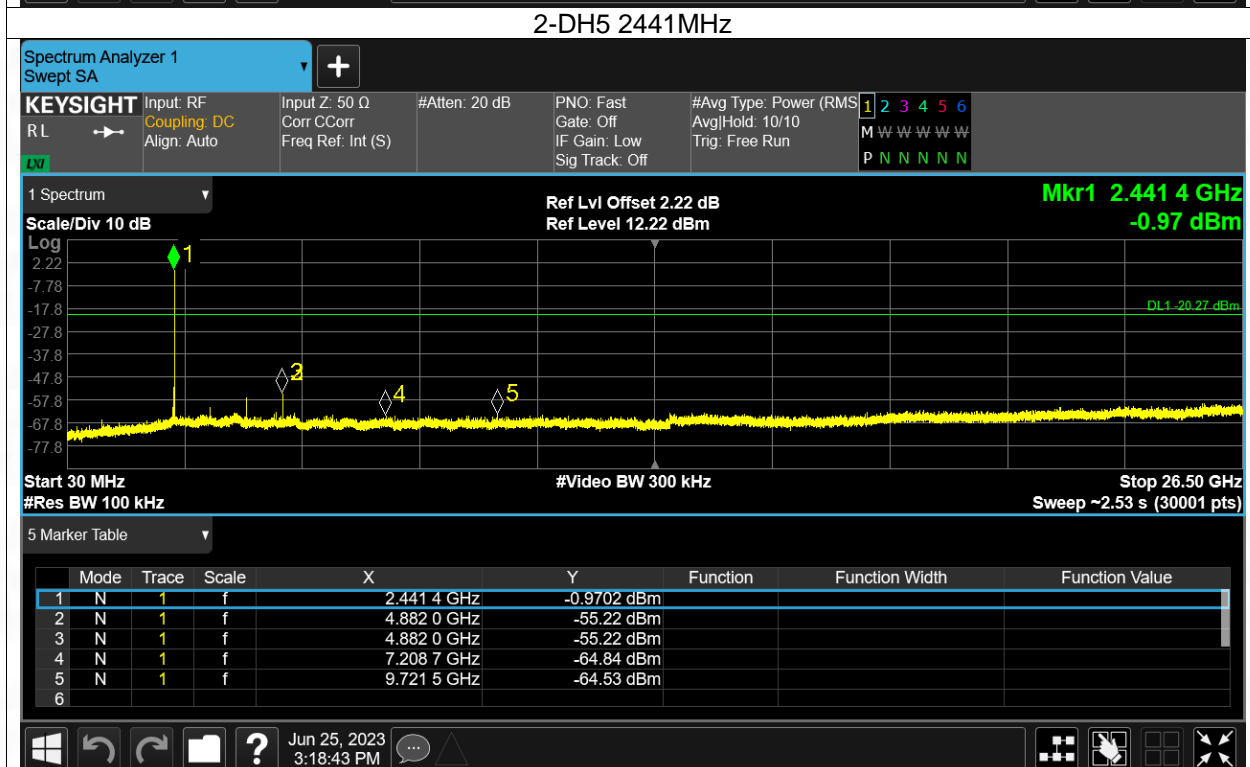 2-DH5 2441MHz
Spectrum Analyzer 1
Swept SA
+
KEYSIGHT Input: RF Input Z: 50 Ω #Atten: 20 dB PNO: Fast #Avg Type: Power (RMS 1 2 3 4 5 6
RL Coupling: DC Corr CCorr Gate: Off Avg|Hold: 10/10 M W W W W W
Align: Auto Freq Ref: Int (S) IF Gain: Low Trig: Free Run
LXI Sig Track: Off P N N N N N
1 Spectrum Ref Lvl Offset 2.22 dB Mkr1 2.441 4 GHz
Scale/Div 10 dB Ref Level 12.22 dBm -0.97 dBm
Log
1
2.22
-7.78
-17.8 DL1 -20.27 dBm
-27.8
-37.8
-47.8 2
-57.8 4 5
-67.8
-77.8
Start 30 MHz #Video BW 300 kHz Stop 26.50 GHz
#Res BW 100 kHz Sweep ~2.53 s (30001 pts)
5 Marker Table
Mode Trace Scale X Y Function Function Width Function Value
1 N 1 f 2.441 4 GHz -0.9702 dBm
2 N 1 f 4.882 0 GHz -55.22 dBm
3 N 1 f 4.882 0 GHz -55.22 dBm
4 N 1 f 7.208 7 GHz -64.84 dBm
5 N 1 f 9.721 5 GHz -64.53 dBm
6
? Jun 25, 2023
3:18:43 PM